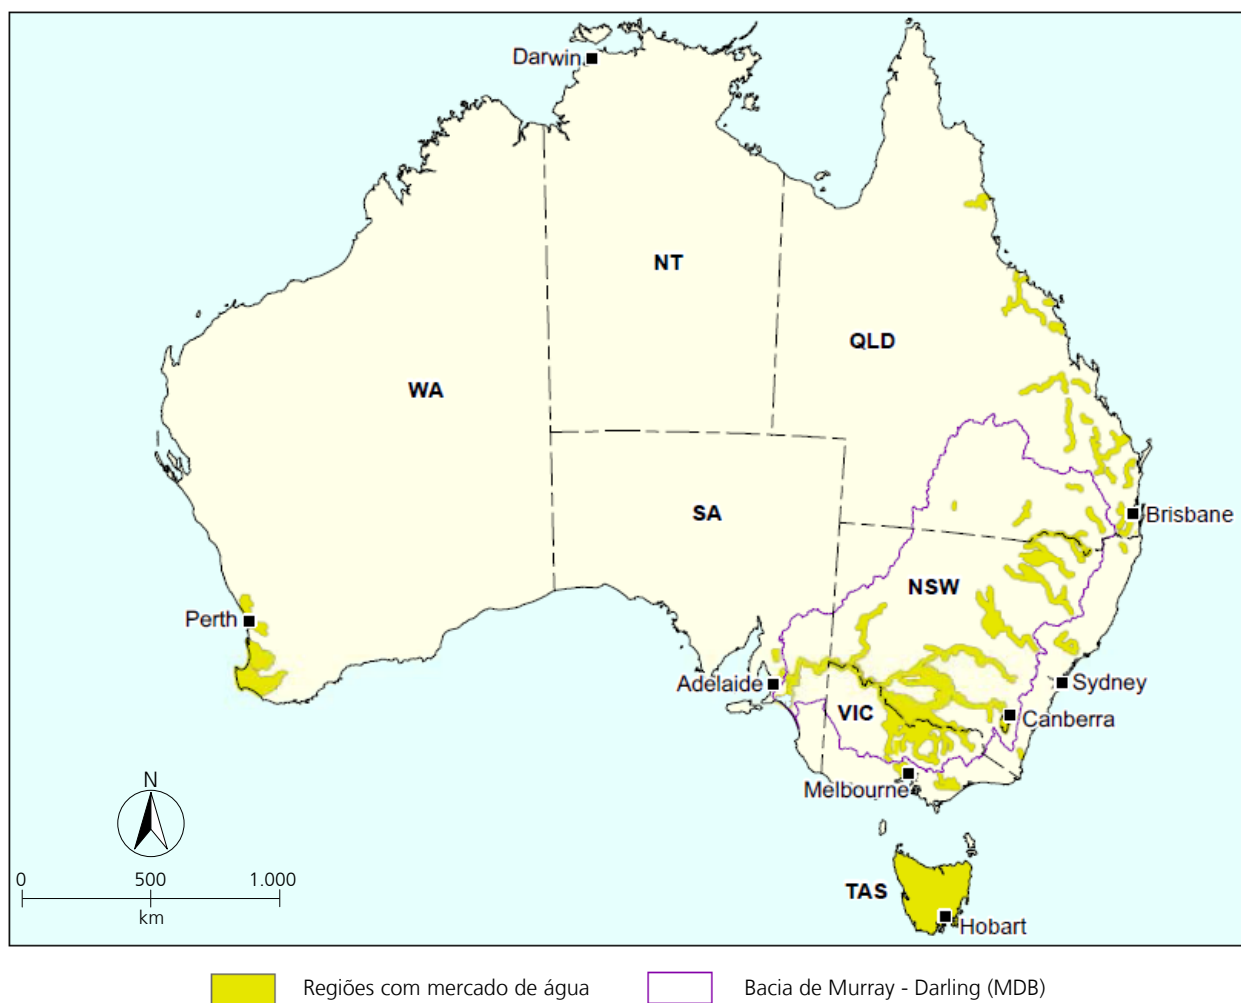 Darwin
NT
QLD
WA
SA
Brisbane
NSW
Perth
Adelaide
Sydney
VIC
Canberra
Melbourne
N
0 500 1.000
km
TAS
Hobart
Regiões com mercado de água
Bacia de Murray - Darling (MDB)